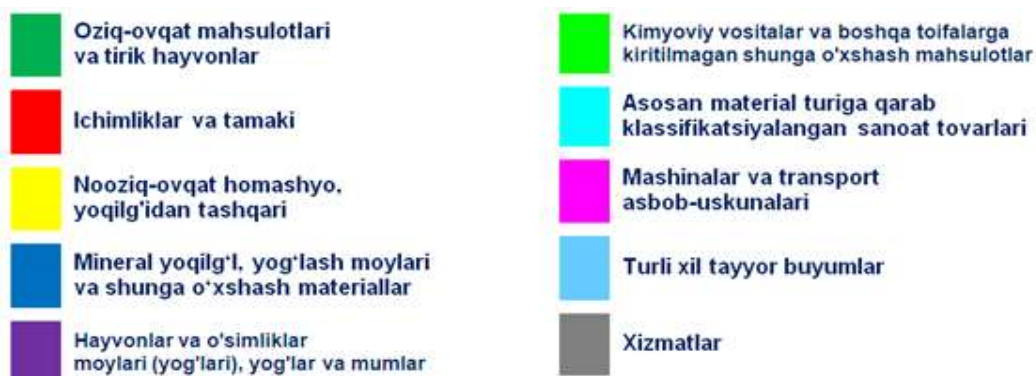 Oziq-ovqat mahsulotlari
va tirik hayvonlar
Ichimliklar va tamaki
Nooziq-ovqat homashyo,
yoqilg'idan tashqari
Mineral yoqilg‘l, yog‘lash moylari
va shunga o‘xshash materiallar
Hayvonlar va o'simliklar
moylari (yog'lari), yog'lar va mumlar
Kimyoviy vositalar va boshqa toifalarga
kiritilmagan shunga o'xshash mahsulotlar
Asosan material turiga qarab
klassifikatsiyalangan sanoat tovarlari
Mashinalar va transport
asbob-uskunalari
Turli xil tayyor buyumlar
Xizmatlar